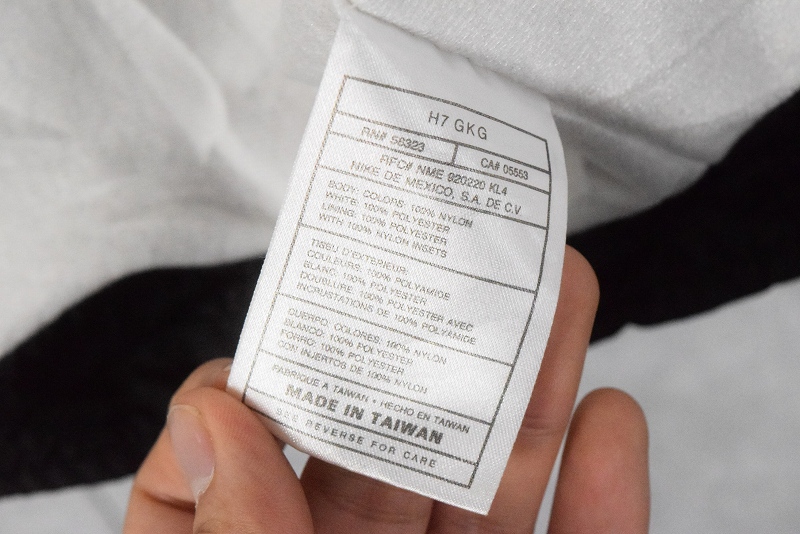 H7 GKG
RN# 56323 CA# 05553
RFC# NME 920220 KL4
NIKE DE MEXICO, S.A. DE C.V
BODY: COLORS: 100% NYLON
WHITE: 100% POLYESTER
LINING: 100% POLYESTER
WITH 100% NYLON INSETS
TISSU D'EXTERIEUR:
COULEURS: 100% POLYAMIDE
BLANC: 100% POLYESTER
DOUBLURE: 100% POLYESTER AVEC
INCRUSTATIONS DE 100% POLYAMIDE
CUERPO: COLORES: 100% NYLON
BLANCO: 100% POLYESTER
FORRO: 100% POLYESTER
CON INJERTOS DE 100% NYLON
FABRIQUE A TAIWAN • HECHO EN TAIWAN
MADE IN TAIWAN
SEE REVERSE FOR CARE